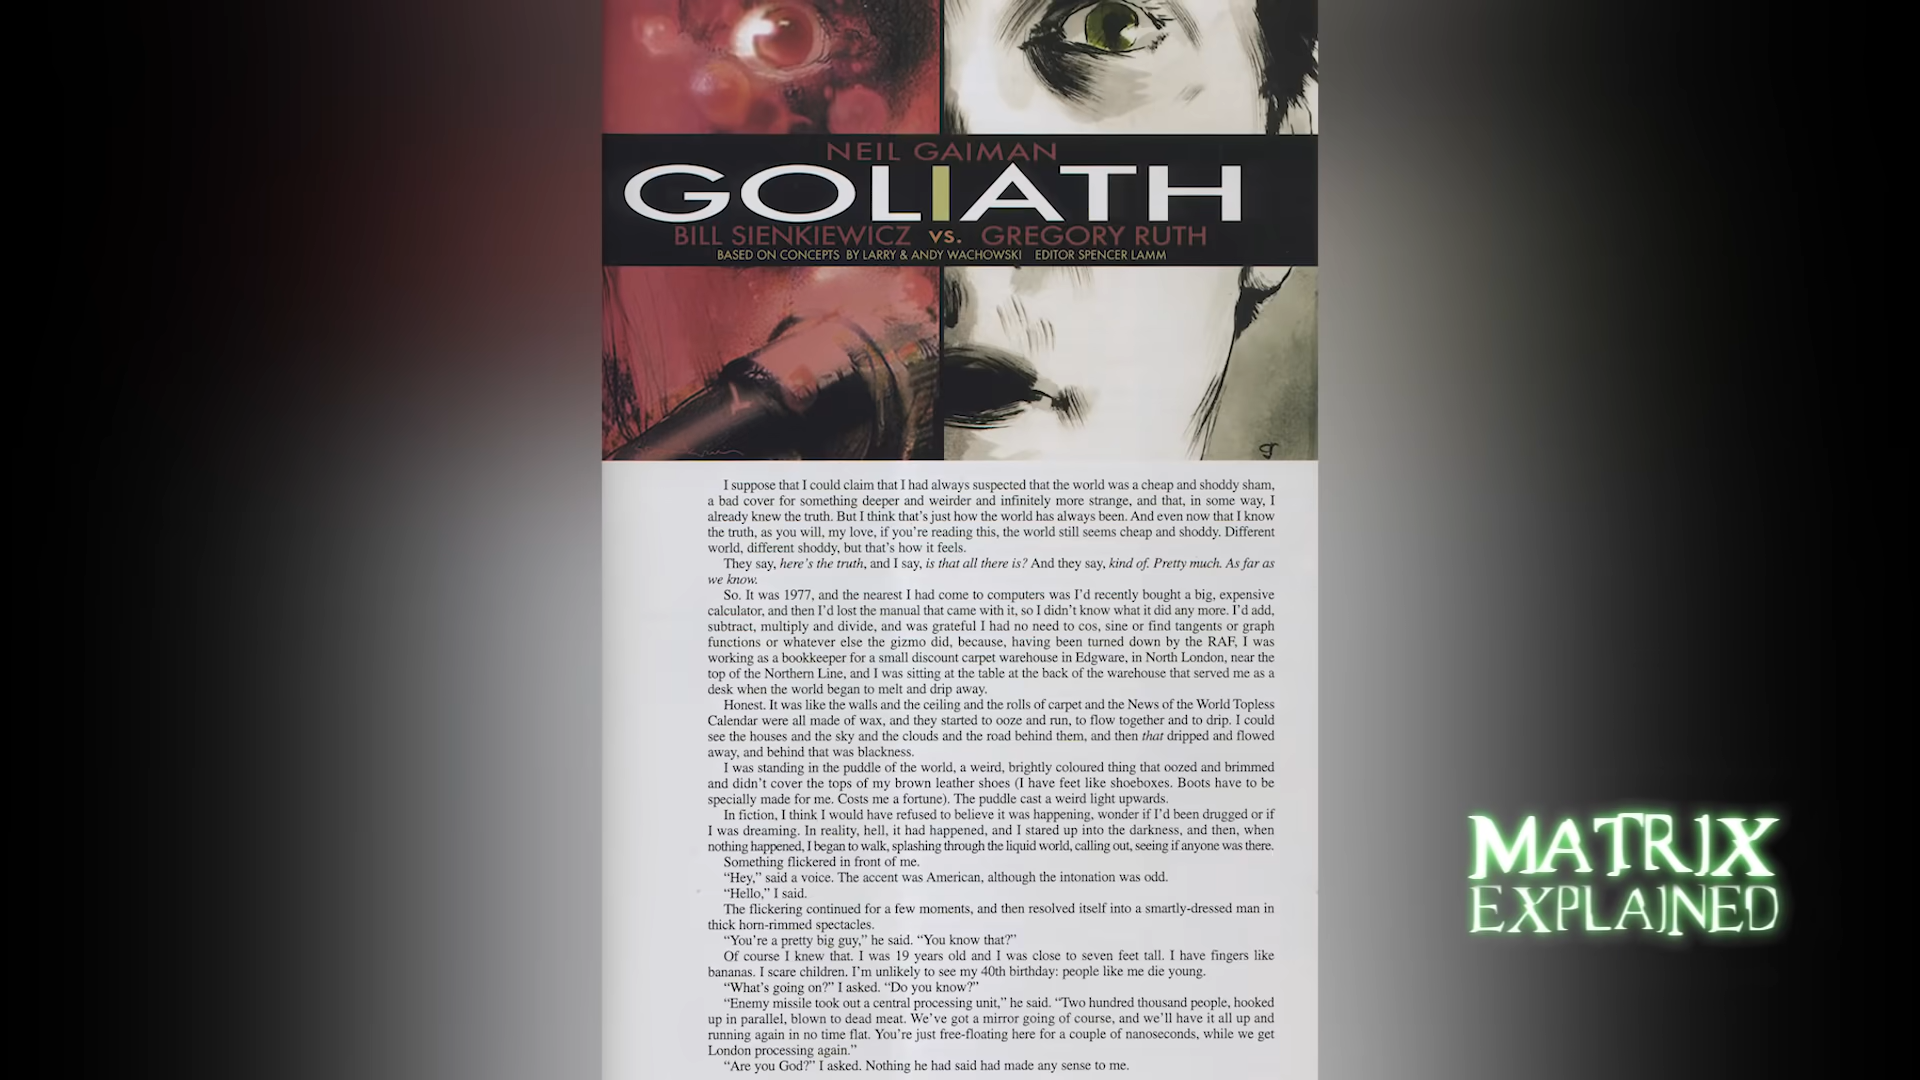 NEIL GAIMAN
GOLIATH
BILL SIENKIEWICZ VS. GREGORY RUTH
BASED ON CONCEPTS BY LARRY & ANDY WACHOWSKI EDITOR SPENCER LAMM
I suppose that I could claim that I had always suspected that the world was a cheap and shoddy sham,
a bad cover for something deeper and weirder and infinitely more strange, and that, in some way, I
already knew the truth. But I think that's just how the world has always been. And even now that I know
the truth, as you will, my love, if you're reading this, the world still seems cheap and shoddy. Different
world, different shoddy, but that's how it feels.
They say, here's the truth, and I say, is that all there is? And they say, kind of. Pretty much. As far as
we know.
So. It was 1977, and the nearest I had come to computers was I'd recently bought a big, expensive
calculator, and then I'd lost the manual that came with it, so I didn't know what it did any more. I'd add,
subtract, multiply and divide, and was grateful I had no need to cos, sine or find tangents or graph
functions or whatever else the gizmo did, because, having been turned down by the RAF, I was
working as a bookkeeper for a small discount carpet warehouse in Edgware, in North London, near the
top of the Northern Line, and I was sitting at the table at the back of the warehouse that served me as a
desk when the world began to melt and drip away.
Honest. It was like the walls and the ceiling and the rolls of carpet and the News of the World Topless
Calendar were all made of wax, and they started to ooze and run, to flow together and to drip. I could
see the houses and the sky and the clouds and the road behind them, and then that dripped and flowed
away, and behind that was blackness.
I was standing in the puddle of the world, a weird, brightly coloured thing that oozed and brimmed
and didn't cover the tops of my brown leather shoes (I have feet like shoeboxes. Boots have to be
specially made for me. Costs me a fortune). The puddle cast a weird light upwards.
In fiction, I think I would have refused to believe it was happening, wonder if I'd been drugged or if
I was dreaming. In reality, hell, it had happened, and I stared up into the darkness, and then, when
nothing happened, I began to walk, splashing through the liquid world, calling out, seeing if anyone was there.
Something flickered in front of me.
"Hey," said a voice. The accent was American, although the intonation was odd.
"Hello," I said.
The flickering continued for a few moments, and then resolved itself into a smartly-dressed man in
thick horn-rimmed spectacles.
"You're a pretty big guy," he said. "You know that?"
Of course I knew that. I was 19 years old and I was close to seven feet tall. I have fingers like
bananas. I scare children. I'm unlikely to see my 40th birthday: people like me die young.
"What's going on?" I asked. "Do you know?"
"Enemy missile took out a central processing unit," he said. "Two hundred thousand people, hooked
up in parallel, blown to dead meat. We've got a mirror going of course, and we'll have it all up and
running again in no time flat. You're just free-floating here for a couple of nanoseconds, while we get
London processing again."
"Are you God?" I asked. Nothing he had said had made any sense to me.
MATRIX
EXPLAINED